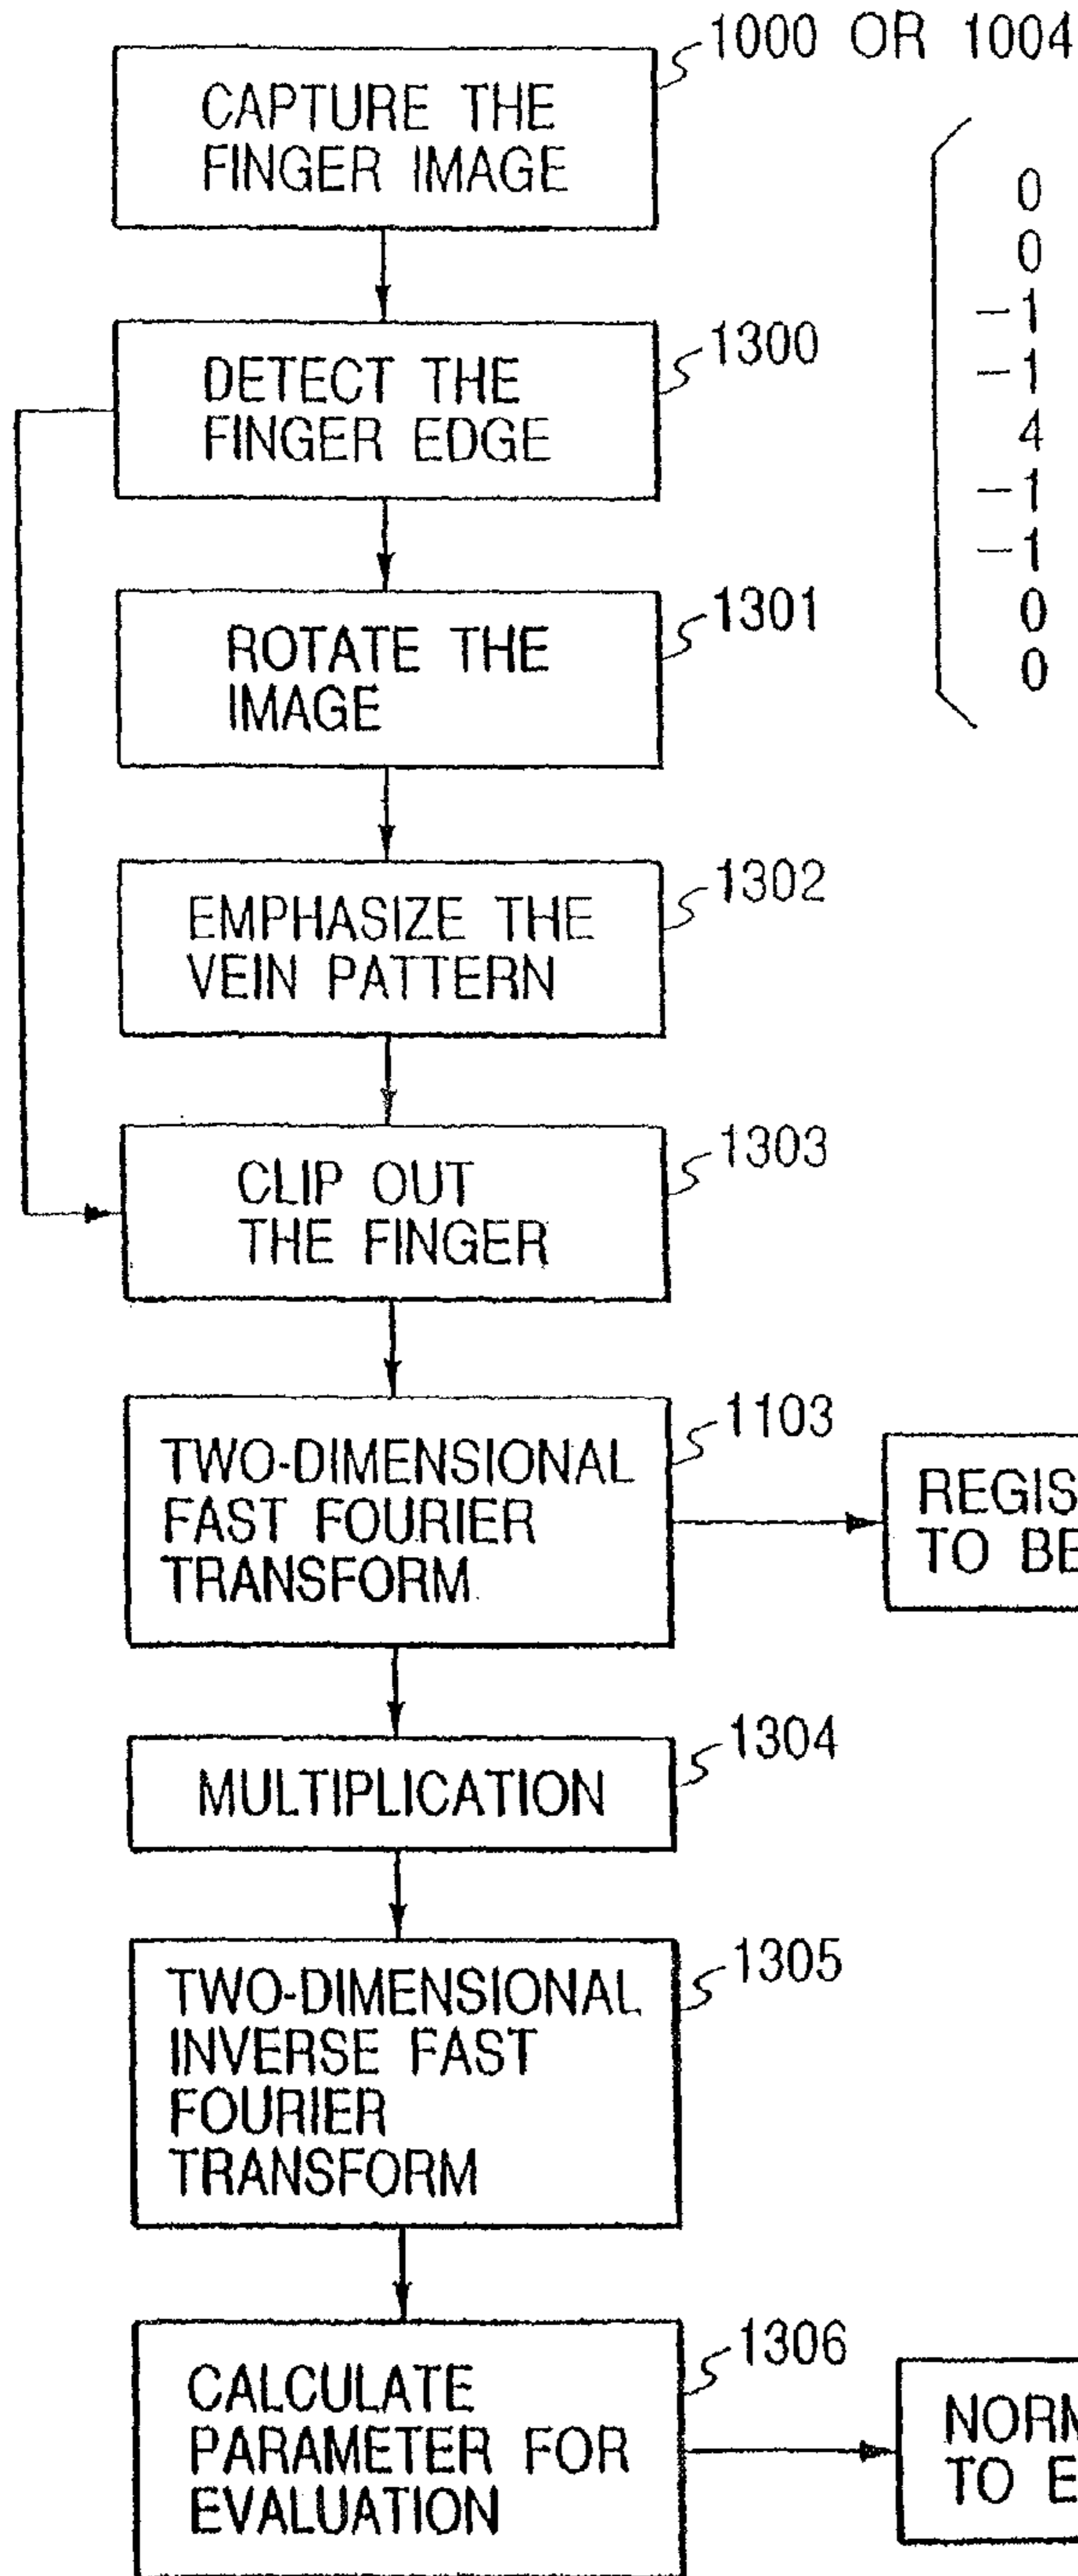 1000 OR 1004
CAPTURE THE
FINGER IMAGE
0
0
-1
-1
4
-1
-1
0
0
1300
DETECT THE
FINGER EDGE
1301
ROTATE THE
IMAGE
1302
EMPHASIZE THE
VEIN PATTERN
1303
CLIP OUT
THE FINGER
1103
TWO-DIMENSIONAL
FAST FOURIER
TRANSFORM
TO BE
1304
MULTIPLICATION
1305
TWO-DIMENSIONAL
INVERSE FAST
FOURIER
TRANSFORM
1306
CALCULATE
PARAMETER FOR
EVALUATION
TO